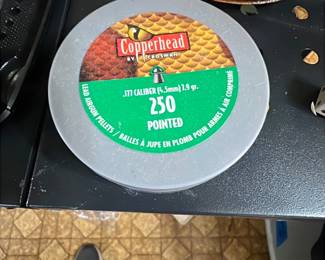 Copperhead
BY CROSMAN
.177 CALIBER (4.5mm) 7.9 gr.
250
POINTED
LEAD AIRGUN PELLETS / BALLES À JUPE EN PLOMB POUR ARMES À AIR COMPRIMÉ